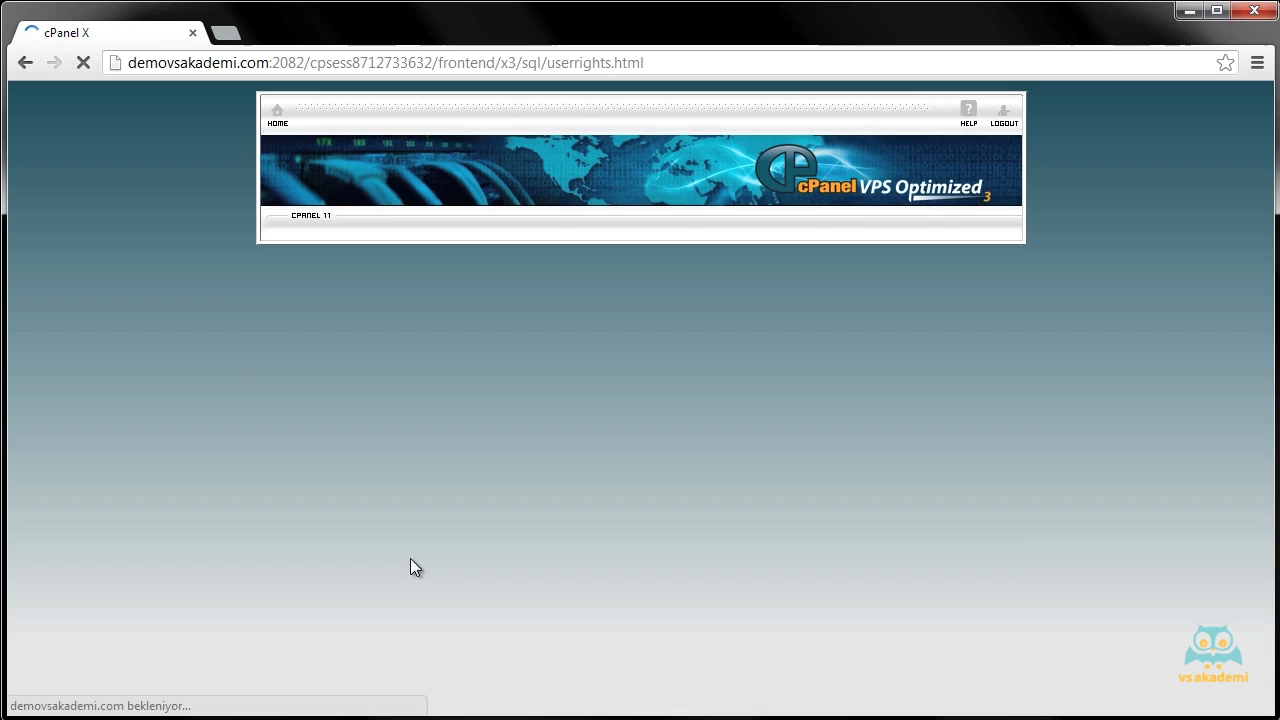 cPanel X
demovsakademi.com:2082/cpsess8712733632/frontend/x3/sql/userrights.html
HOME
?
HELP
LOGOUT
cPanel VPS Optimized 3
CPANEL 11
demovsakademi.com bekleniyor...
vsakademi